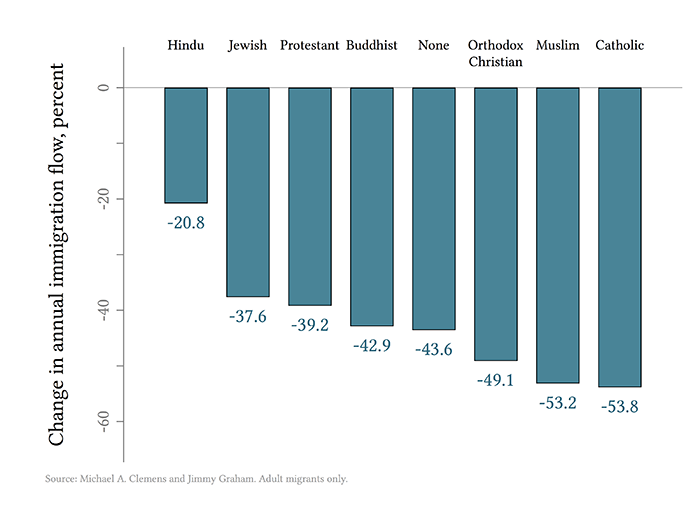 Hindu
Jewish
Protestant
Buddhist
None
Orthodox
Christian
Muslim
Catholic
Change in annual immigration flow, percent
0
-20
-40
-60
-20.8
-37.6
-39.2
-42.9
-43.6
-49.1
-53.2
-53.8
Source: Michael A. Clemens and Jimmy Graham. Adult migrants only.